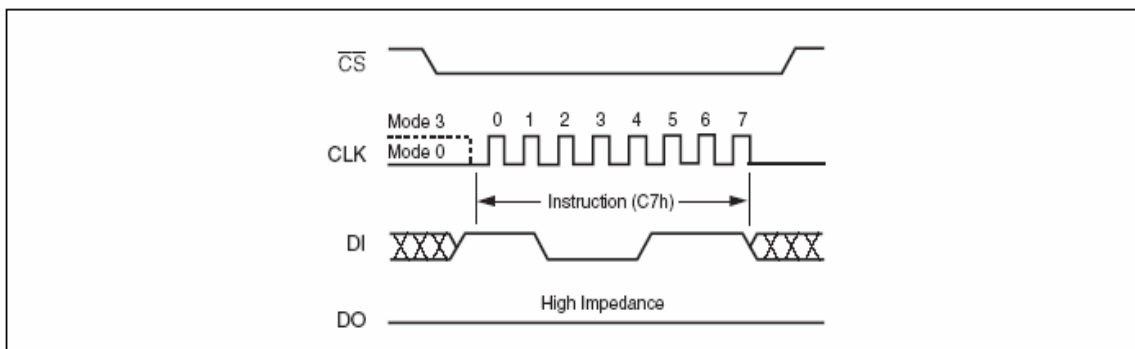 CS
Mode 3
0 1 2 3 4 5 6 7
CLK
Mode 0
Instruction (C7h)
DI
High Impedance
DO